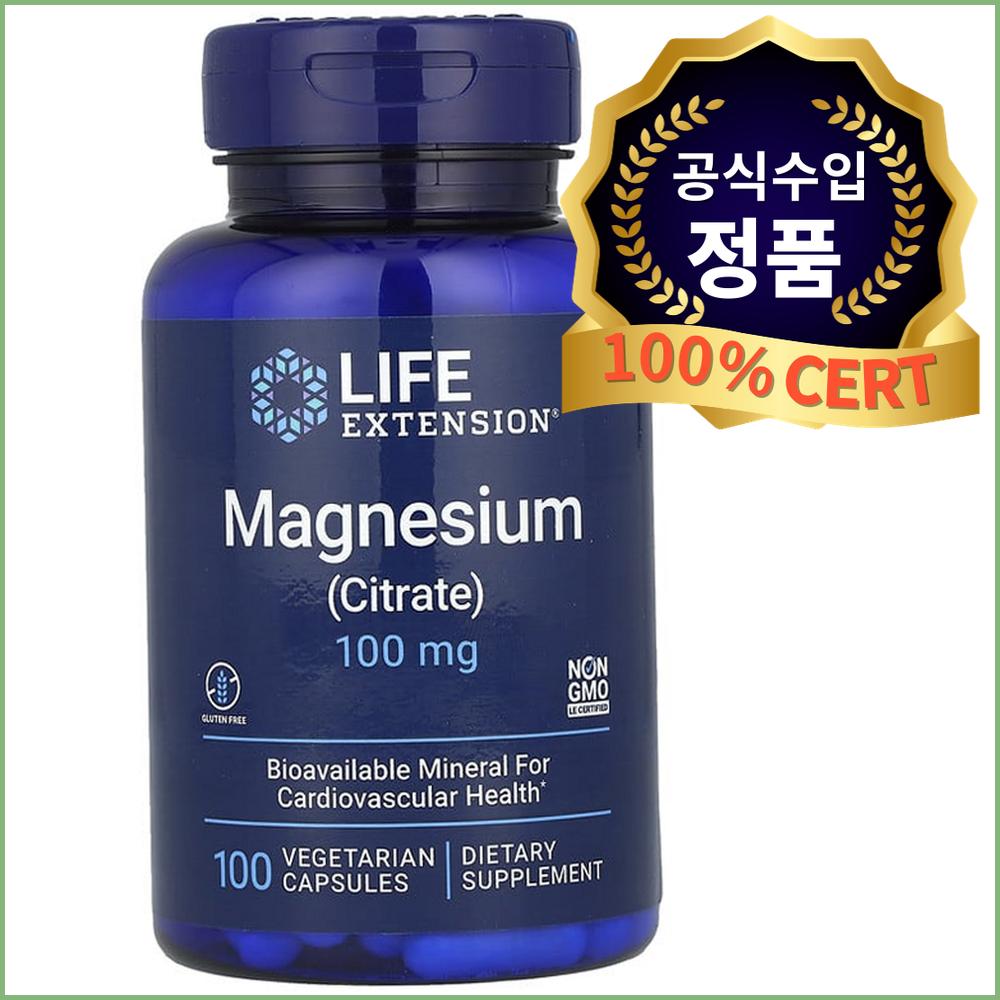 공식수입
정품
100% CERT
LIFE
EXTENSION®
Magnesium
(Citrate)
100 mg
GLUTEN FREE
NON
GMO
LE CERTIFIED
Bioavailable Mineral For
Cardiovascular Health*
100 VEGETARIAN
CAPSULES
DIETARY
SUPPLEMENT